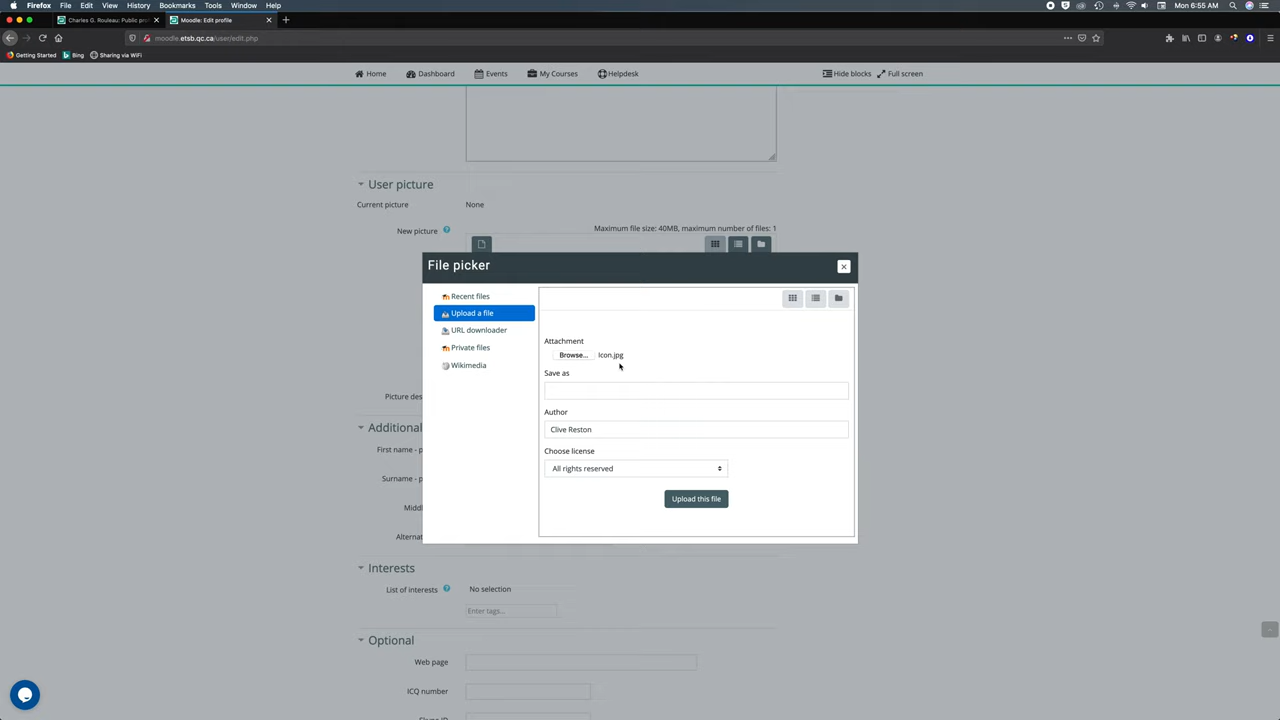 Firefox File Edit View History Bookmarks Tools Window Help Mon 6:55 AM
Charles G. Rouleau: Public pro × Moodle: Edit profile × +
moodle.etsb.qc.ca/user/edit.php
Getting Started Bing Sharing via WiFi
Home Dashboard Events My Courses Helpdesk Hide blocks Full screen
User picture
Current picture None
New picture Maximum file size: 40MB, maximum number of files: 1
File picker
Recent files
Upload a file
URL downloader
Private files
Wikimedia
Attachment
Browse... Icon.jpg
Save as
Author
Clive Reston
Choose license
All rights reserved
Upload this file
Picture des
Additional
First name - p
Surname - p
Middl
Alternat
Interests
List of interests No selection
Enter tags...
Optional
Web page
ICQ number